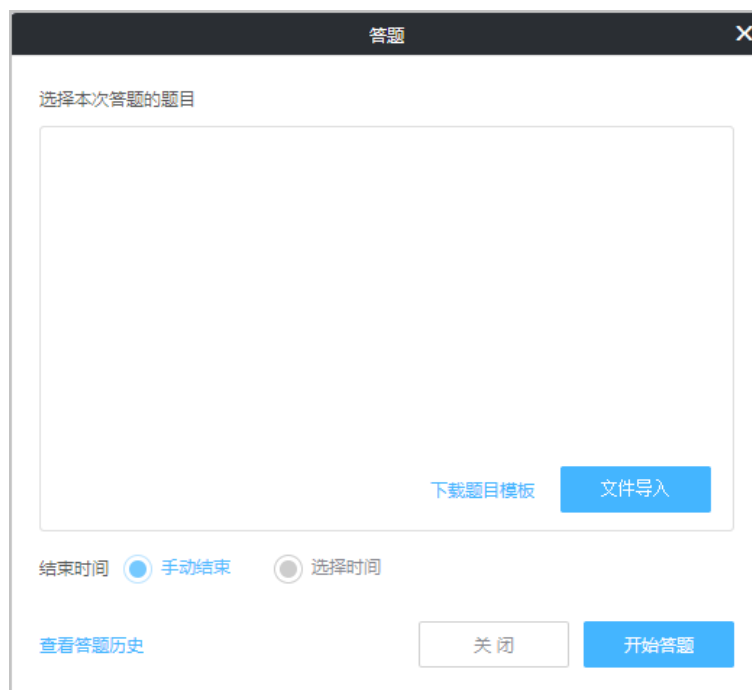 答题
选择本次答题的题目
下载题目模板 文件导入
结束时间 手动结束 选择时间
查看答题历史 关闭 开始答题